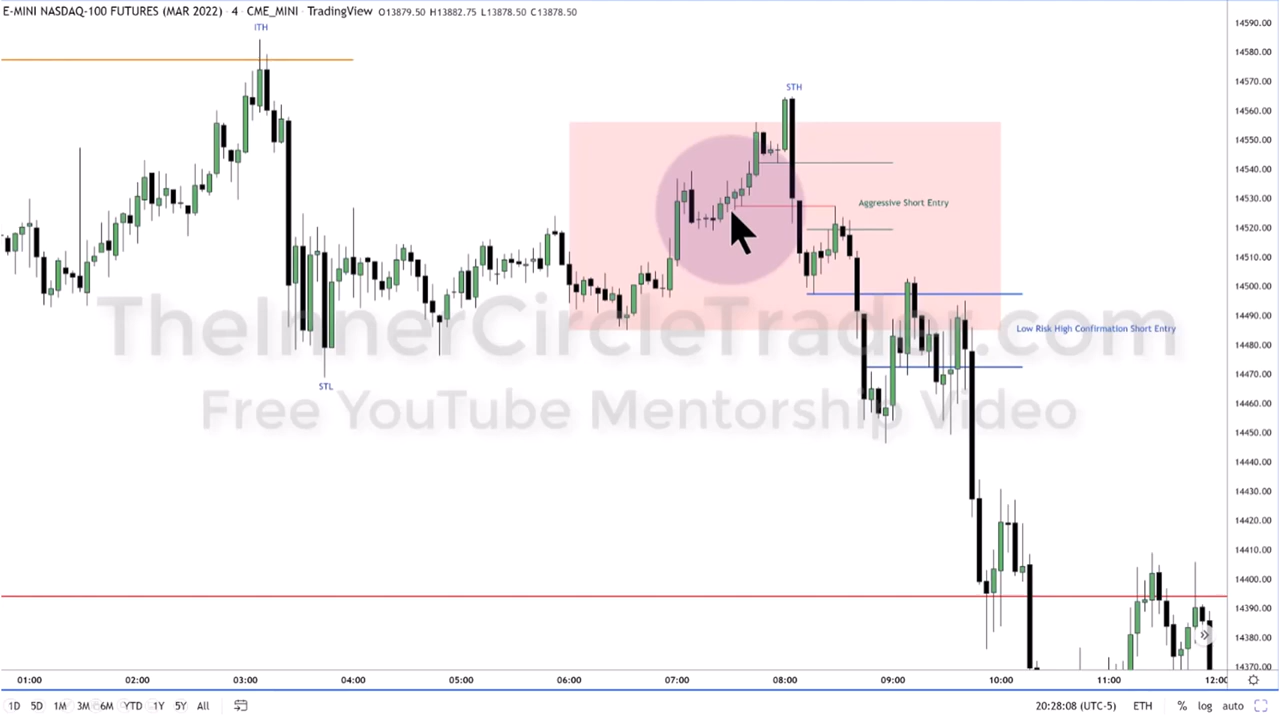 E-MINI NASDAQ-100 FUTURES (MAR 2022) · 4 · CME_MINI · TradingView O13879.50 H13882.75 L13878.50 C13878.50
ITH
STH
Aggressive Short Entry
Low Risk High Confirmation Short Entry
STL
TheInnerCircleTrader.com
Free YouTube Mentorship Video
14590.00
14580.00
14570.00
14560.00
14550.00
14540.00
14530.00
14520.00
14510.00
14500.00
14490.00
14480.00
14470.00
14460.00
14450.00
14440.00
14430.00
14420.00
14410.00
14400.00
14390.00
14380.00
14370.00
01:00 02:00 03:00 04:00 05:00 06:00 07:00 08:00 09:00 10:00 11:00 12:00
1D 5D 1M 3M 6M YTD 1Y 5Y All 20:28:08 (UTC-5) ETH % log auto